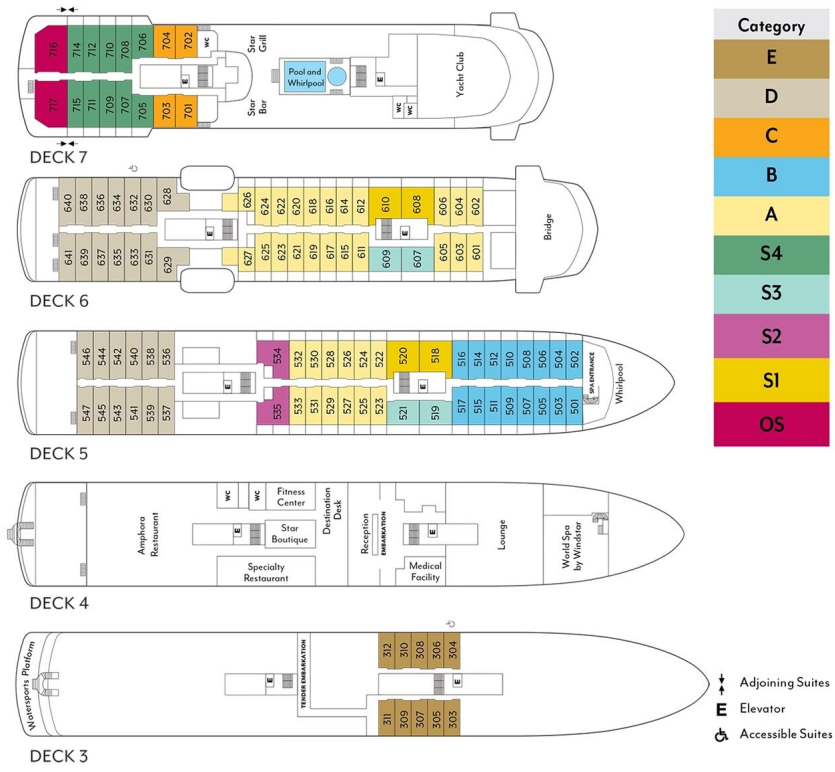 716
714
712
710
708
706
704
702
WC
Star
Grill
E
Pool and
Whirlpool
E
Yacht Club
717
715
711
709
707
705
703
701
Star
Bar
WC
WC
DECK 7
640
638
636
634
632
630
628
626
624
622
620
618
616
614
612
610
608
606
604
602
E
E
Bridge
641
639
637
635
633
631
629
627
625
623
621
619
617
615
611
609
607
605
603
601
DECK 6
546
544
542
540
538
536
534
532
530
528
526
524
522
520
518
516
514
512
510
508
506
504
502
E
E
SPA ENTRANCE
Whirlpool
547
545
543
541
539
537
535
533
531
529
527
525
523
521
519
517
515
511
509
507
505
503
501
DECK 5
Amphora
Restaurant
WC
WC
Fitness
Center
E
Star
Boutique
Specialty
Restaurant
Destination
Desk
Reception
EMBARKATION
E
Medical
Facility
Lounge
World Spa
by Windstar
DECK 4
Watersports Platform
E
TENDER EMBARKATION
312
310
308
306
304
E
311
309
307
305
303
DECK 3
Category
E
D
C
B
A
S4
S3
S2
S1
OS
Adjoining Suites
E Elevator
Accessible Suites